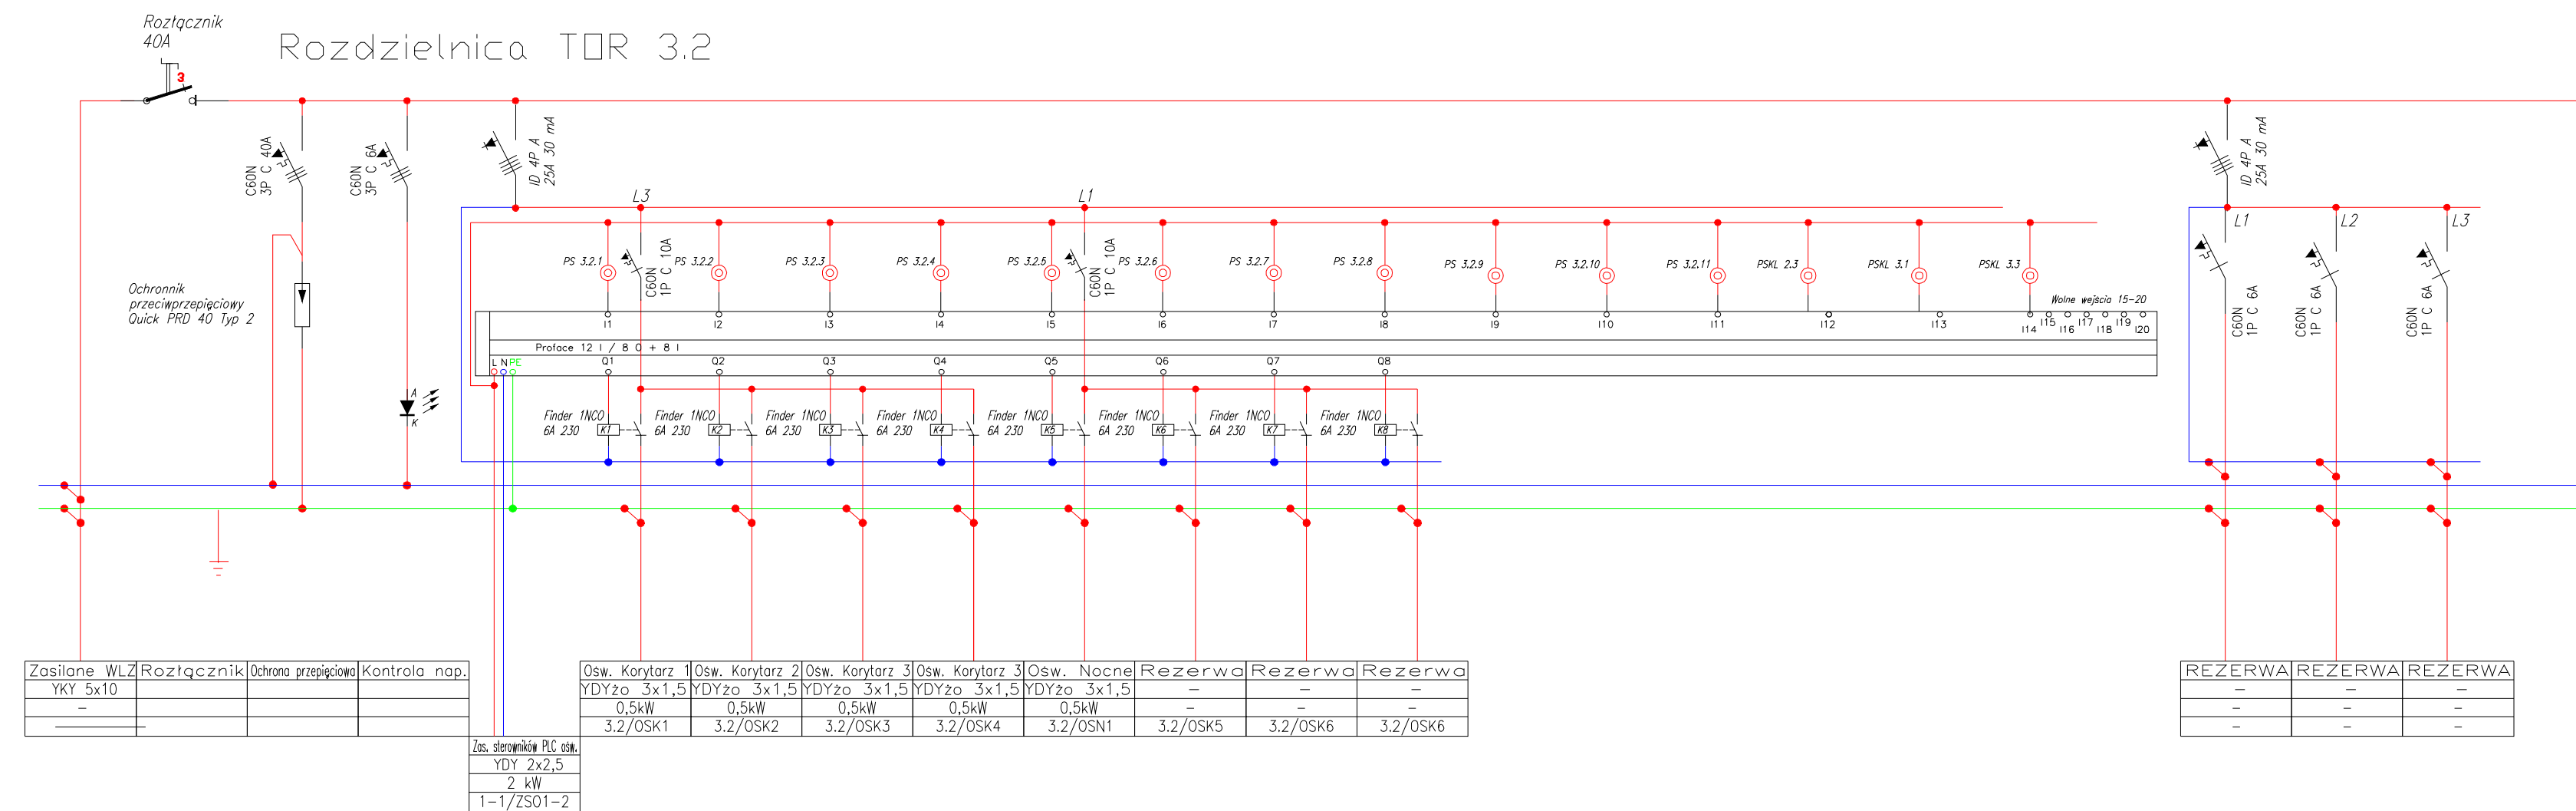 Rozłącznik
40A
Rozdzielnica TOR 3.2
3
C60N
3P C 40A
C60N
3P C 6A
ID 4P A
25A 30 mA
ID 4P A
25A 30 mA
L3
L1
L1
L2
L3
PS 3.2.1
C60N
1P C 10A
PS 3.2.2
PS 3.2.3
PS 3.2.4
PS 3.2.5
C60N
1P C 10A
PS 3.2.6
PS 3.2.7
PS 3.2.8
PS 3.2.9
PS 3.2.10
PS 3.2.11
PSKL 2.3
PSKL 3.1
PSKL 3.3
C60N
1P C 6A
C60N
1P C 6A
C60N
1P C 6A
Ochronnik
przeciwprzepięciowy
Quick PRD 40 Typ 2
Wolne wejscia 15-20
I1 I2 I3 I4 I5 I6 I7 I8 I9 I10 I11 I12 I13 I14 I15 I16 I17 I18 I19 I20
Proface 12 I / 8 O + 8 I
L N PE Q1 Q2 Q3 Q4 Q5 Q6 Q7 Q8
A
K
Finder 1NCO
6A 230 K1
Finder 1NCO
6A 230 K2
Finder 1NCO
6A 230 K3
Finder 1NCO
6A 230 K4
Finder 1NCO
6A 230 K5
Finder 1NCO
6A 230 K6
Finder 1NCO
6A 230 K7
Finder 1NCO
6A 230 K8
Zasilane WLZ Rozłącznik Ochrona przepięciowa Kontrola nap.
YKY 5x10
-
Zas. sterowników PLC ośw.
YDY 2x2,5
2 kW
1-1/ZS01-2
Ośw. Korytarz 1 Ośw. Korytarz 2 Ośw. Korytarz 3 Ośw. Korytarz 3 Ośw. Nocne Rezerwa Rezerwa Rezerwa
YDYżo 3x1,5 YDYżo 3x1,5 YDYżo 3x1,5 YDYżo 3x1,5 YDYżo 3x1,5 - - -
0,5kW 0,5kW 0,5kW 0,5kW 0,5kW - - -
3.2/OSK1 3.2/OSK2 3.2/OSK3 3.2/OSK4 3.2/OSN1 3.2/OSK5 3.2/OSK6 3.2/OSK6
REZERWA REZERWA REZERWA
- - -
- - -
- - -